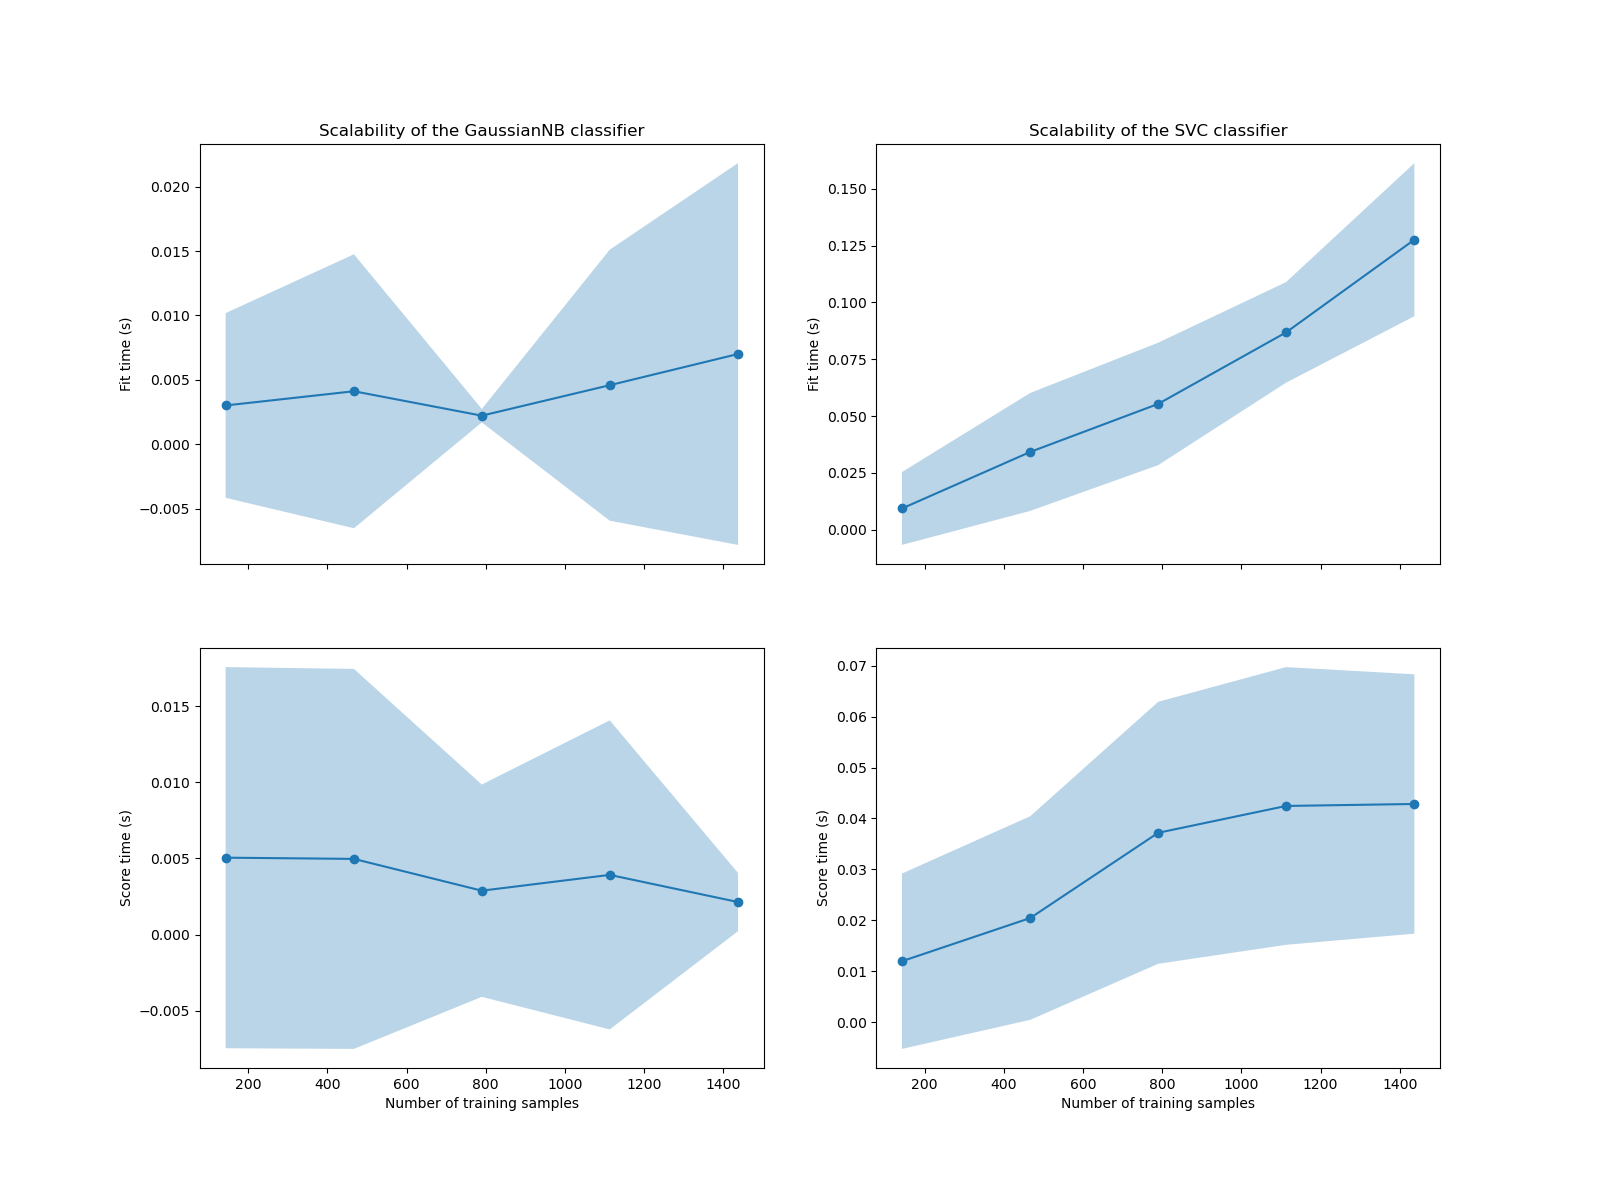 Scalability of the GaussianNB classifier
Scalability of the SVC classifier
Fit time (s)
0.020
0.015
0.010
0.005
0.000
−0.005
Fit time (s)
0.150
0.125
0.100
0.075
0.050
0.025
0.000
Score time (s)
0.015
0.010
0.005
0.000
−0.005
200 400 600 800 1000 1200 1400
Number of training samples
Score time (s)
0.07
0.06
0.05
0.04
0.03
0.02
0.01
0.00
200 400 600 800 1000 1200 1400
Number of training samples